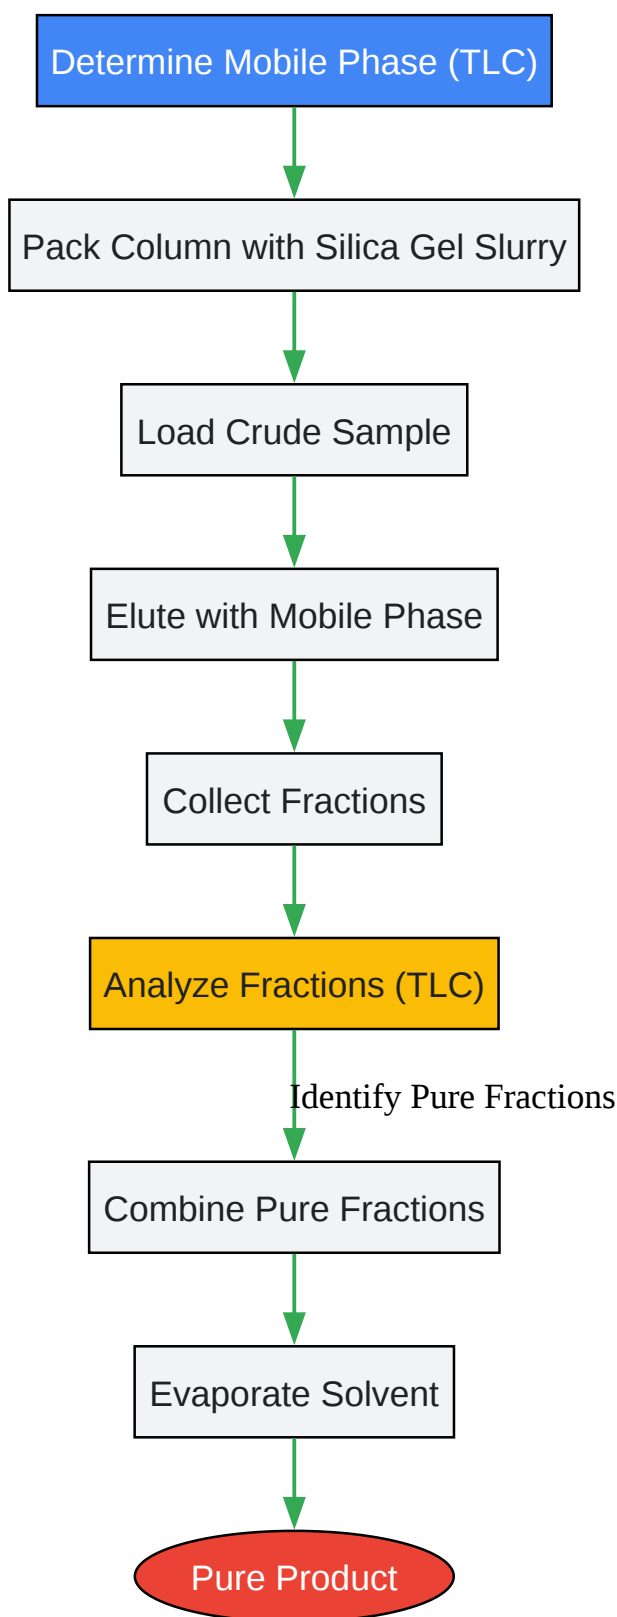 Determine Mobile Phase (TLC)
Pack Column with Silica Gel Slurry
Load Crude Sample
Elute with Mobile Phase
Collect Fractions
Analyze Fractions (TLC)
Identify Pure Fractions
Combine Pure Fractions
Evaporate Solvent
Pure Product